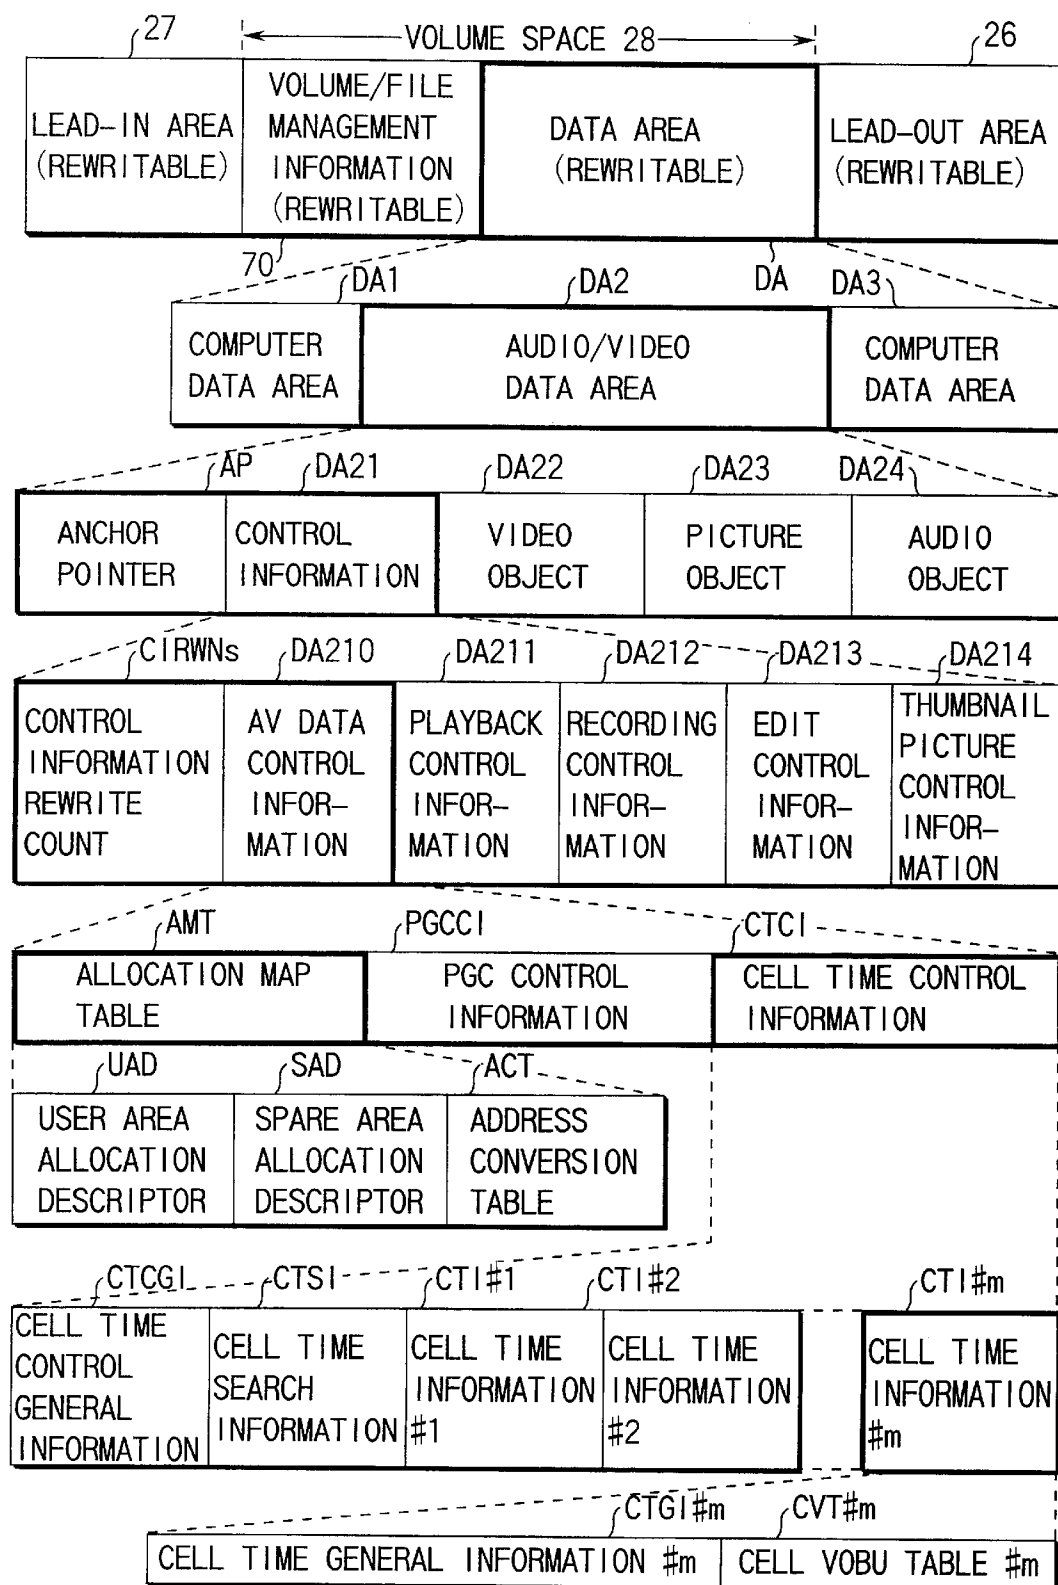 27
VOLUME SPACE 28
26
LEAD-IN AREA
(REWRITABLE)
VOLUME/FILE
MANAGEMENT
INFORMATION
(REWRITABLE)
DATA AREA
(REWRITABLE)
LEAD-OUT AREA
(REWRITABLE)
70
DA1
DA2
DA
DA3
COMPUTER
DATA AREA
AUDIO/VIDEO
DATA AREA
COMPUTER
DATA AREA
AP
DA21
DA22
DA23
DA24
ANCHOR
POINTER
CONTROL
INFORMATION
VIDEO
OBJECT
PICTURE
OBJECT
AUDIO
OBJECT
CIRWNs
DA210
DA211
DA212
DA213
DA214
CONTROL
INFORMATION
REWRITE
COUNT
AV DATA
CONTROL
INFOR-
MATION
PLAYBACK
CONTROL
INFOR-
MATION
RECORDING
CONTROL
INFOR-
MATION
EDIT
CONTROL
INFOR-
MATION
THUMBNAIL
PICTURE
CONTROL
INFOR-
MATION
AMT
PGCCI
CTCI
ALLOCATION MAP
TABLE
PGC CONTROL
INFORMATION
CELL TIME CONTROL
INFORMATION
UAD
SAD
ACT
USER AREA
ALLOCATION
DESCRIPTOR
SPARE AREA
ALLOCATION
DESCRIPTOR
ADDRESS
CONVERSION
TABLE
CTCGI
CTSI
CTI#1
CTI#2
CTI#m
CELL TIME
CONTROL
GENERAL
INFORMATION
CELL TIME
SEARCH
INFORMATION
CELL TIME
INFORMATION
#1
CELL TIME
INFORMATION
#2
CELL TIME
INFORMATION
#m
CTGI#m
CVT#m
CELL TIME GENERAL INFORMATION #m
CELL VOBU TABLE #m